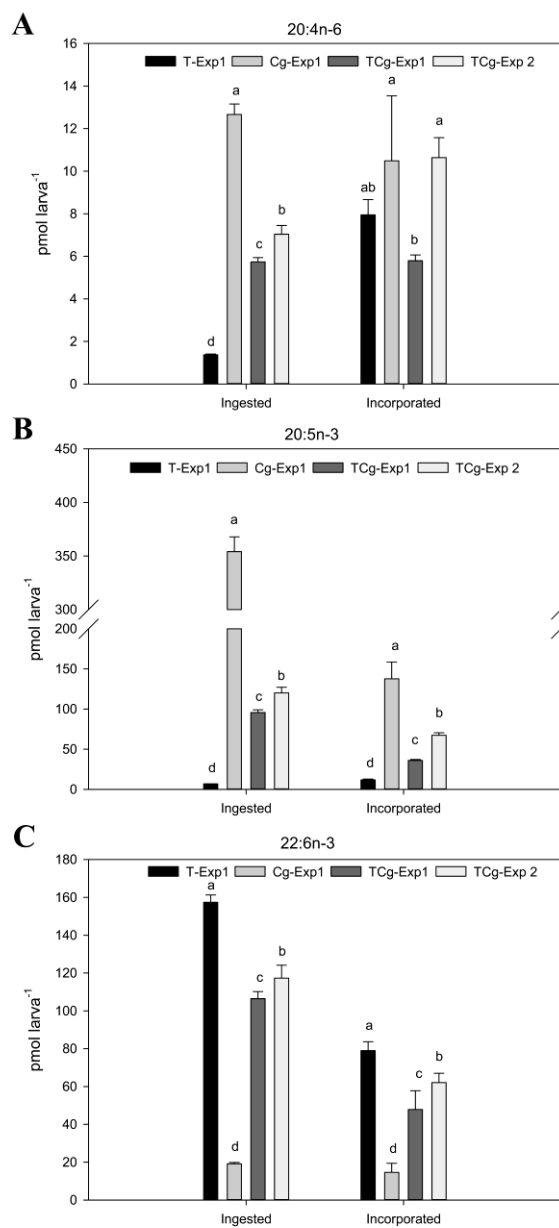 A
20:4n-6
T-Exp1 Cg-Exp1 TCg-Exp1 TCg-Exp 2
16
14
12
10
8
6
4
2
0
pmol larva⁻¹
d a c b
ab a b a
Ingested Incorporated
B
20:5n-3
T-Exp1 Cg-Exp1 TCg-Exp1 TCg-Exp 2
450
400
350
300
200
150
100
50
0
pmol larva⁻¹
d a c b
d a c b
Ingested Incorporated
C
22:6n-3
T-Exp1 Cg-Exp1 TCg-Exp1 TCg-Exp 2
180
160
140
120
100
80
60
40
20
0
pmol larva⁻¹
a d c b
a d c b
Ingested Incorporated